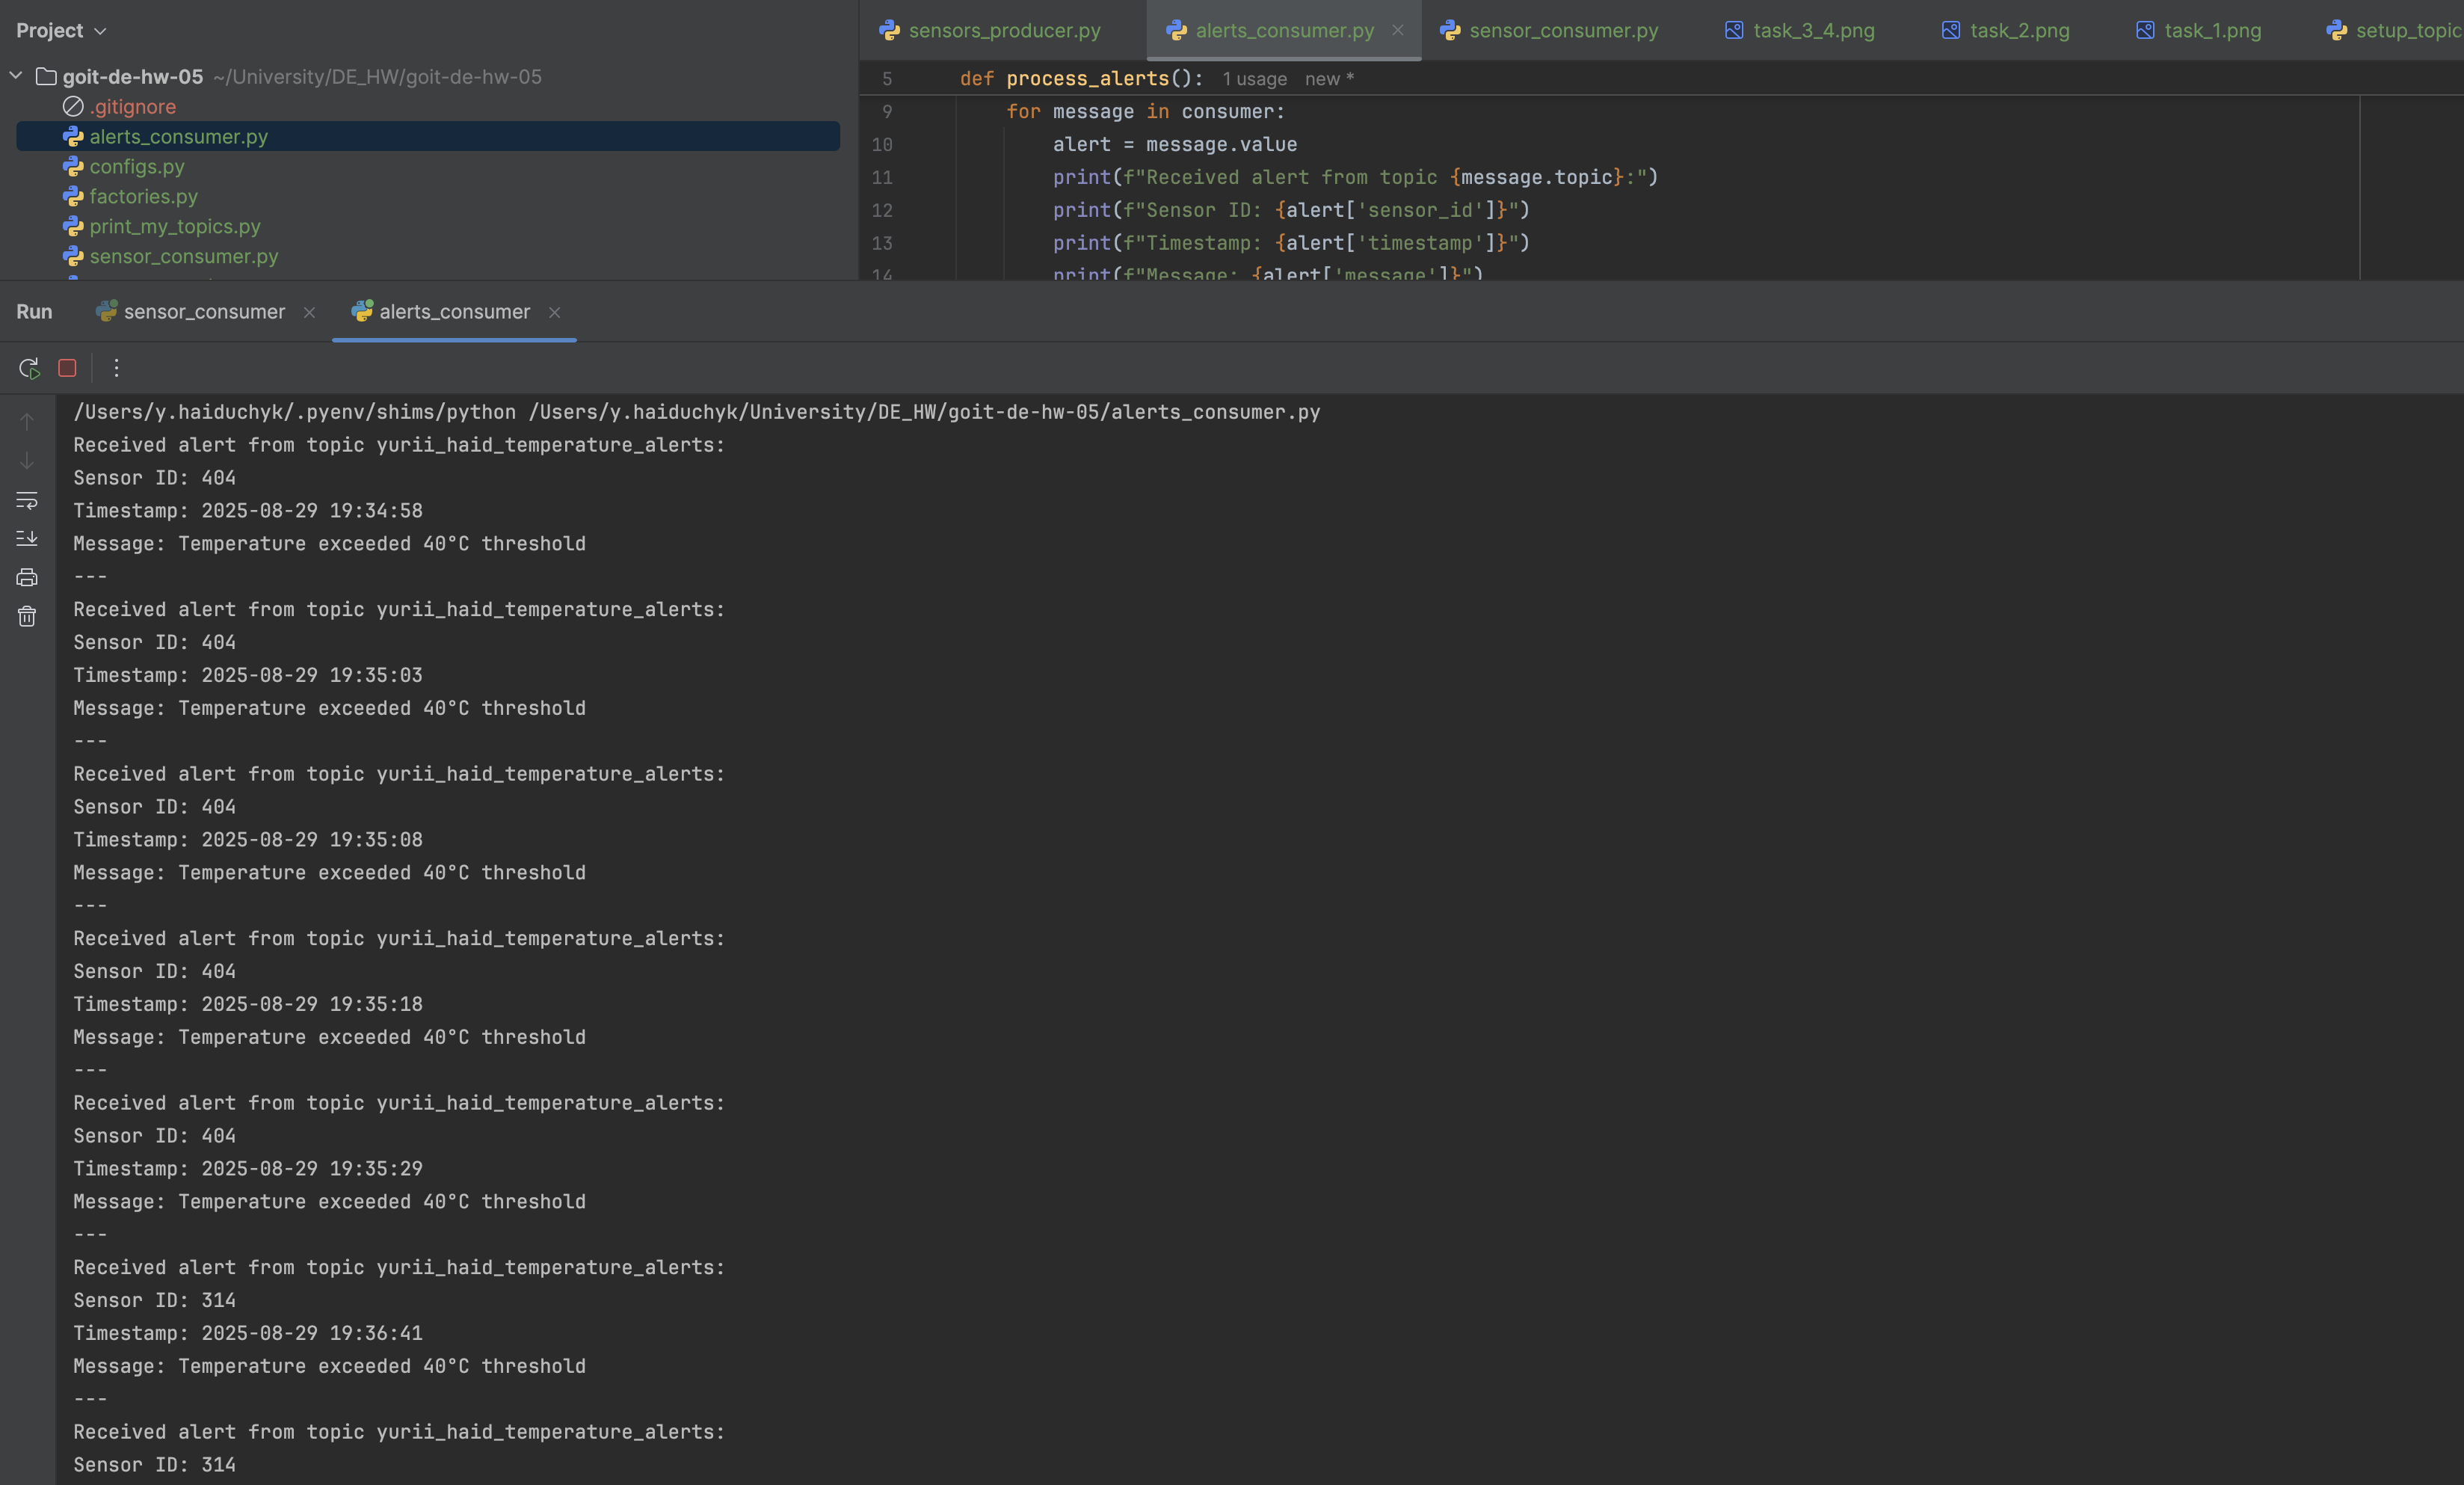 Project
sensors_producer.py
alerts_consumer.py
sensor_consumer.py
task_3_4.png
task_2.png
task_1.png
setup_topic
goit-de-hw-05 ~/University/DE_HW/goit-de-hw-05
.gitignore
alerts_consumer.py
configs.py
factories.py
print_my_topics.py
sensor_consumer.py
5 def process_alerts(): 1 usage new *
9 for message in consumer:
10 alert = message.value
11 print(f"Received alert from topic {message.topic}:")
12 print(f"Sensor ID: {alert['sensor_id']}")
13 print(f"Timestamp: {alert['timestamp']}")
14 print(f"Message: {alert['message']}")
Run
sensor_consumer
alerts_consumer
/Users/y.haiduchyk/.pyenv/shims/python /Users/y.haiduchyk/University/DE_HW/goit-de-hw-05/alerts_consumer.py
Received alert from topic yurii_haid_temperature_alerts:
Sensor ID: 404
Timestamp: 2025-08-29 19:34:58
Message: Temperature exceeded 40°C threshold
---
Received alert from topic yurii_haid_temperature_alerts:
Sensor ID: 404
Timestamp: 2025-08-29 19:35:03
Message: Temperature exceeded 40°C threshold
---
Received alert from topic yurii_haid_temperature_alerts:
Sensor ID: 404
Timestamp: 2025-08-29 19:35:08
Message: Temperature exceeded 40°C threshold
---
Received alert from topic yurii_haid_temperature_alerts:
Sensor ID: 404
Timestamp: 2025-08-29 19:35:18
Message: Temperature exceeded 40°C threshold
---
Received alert from topic yurii_haid_temperature_alerts:
Sensor ID: 404
Timestamp: 2025-08-29 19:35:29
Message: Temperature exceeded 40°C threshold
---
Received alert from topic yurii_haid_temperature_alerts:
Sensor ID: 314
Timestamp: 2025-08-29 19:36:41
Message: Temperature exceeded 40°C threshold
---
Received alert from topic yurii_haid_temperature_alerts:
Sensor ID: 314